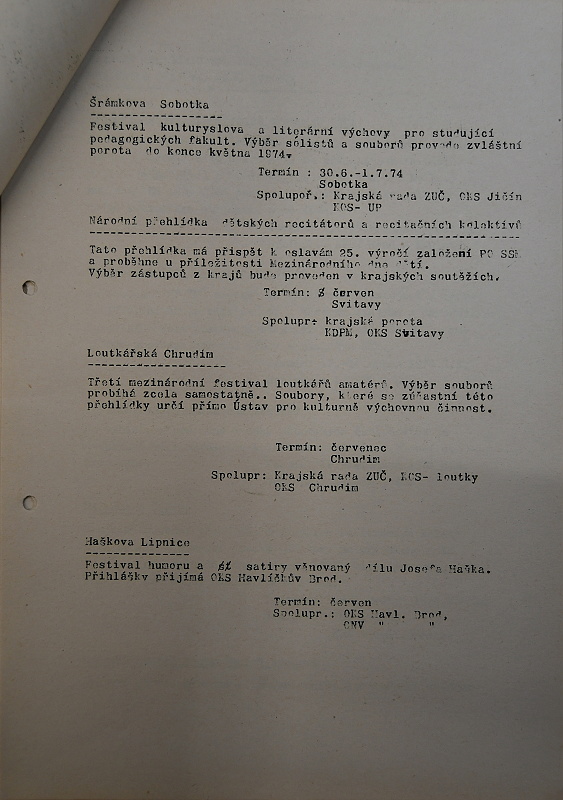 Šrámkova Sobotka
Festival kulturyslova a literární výchovy pro studující
pedagogických fakult. Výběr sólistů a souborů provede zvláštní
porota do konce května 1974.
Termín : 30.6.-1.7.74
Sobotka
Spolupoř.: Krajská rada ZUČ, OKS Jičín
KOS- UP
Národní přehlídka dětských recitátorů a recitačních kolektivů
Tato přehlídka má přispět k oslavám 25. výročí založení PO SSM
a proběhne u příležitosti Mezinárodního dne dětí.
Výběr zástupců z krajů bude proveden v krajských soutěžích.
Termín: červen
Svitavy
Spolupr: krajská porota
KDPM, OKS Svitavy
Loutkářská Chrudim
Třetí mezinárodní festival loutkářů amatérů. Výběr souborů
probíhá zcela samostatně.. Soubory, které se zúčastní této
přehlídky určí přímo Ústav pro kulturně výchovnou činnost.
Termín: červenec
Chrudim
Spolupr: Krajská rada ZUČ, KOS- loutky
OKS Chrudim
Haškova Lipnice
Festival humoru a satiry věnovaný dílu Josefa Haška.
Přihlášky přijímá OKS Havlíčkův Brod.
Termín: červen
Spolupr.: OKS Havl. Brod,
ONV " "